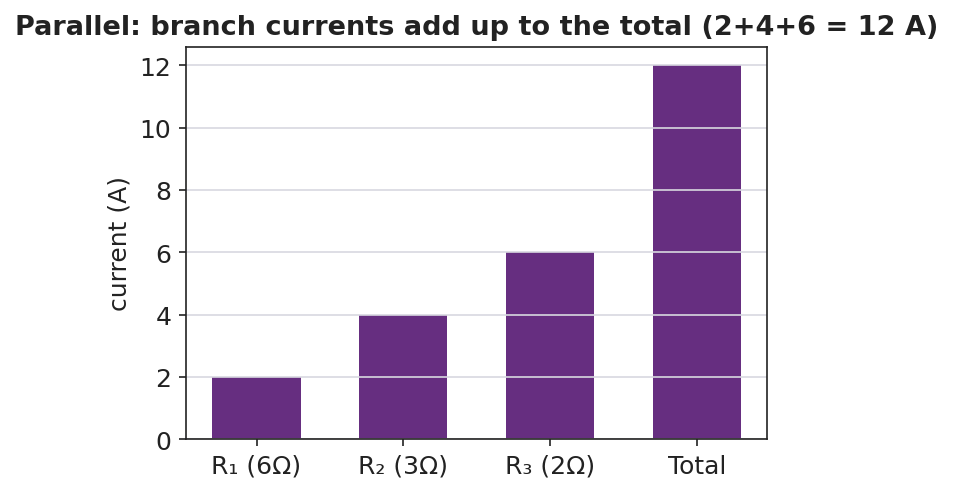 Parallel: branch currents add up to the total (2+4+6 = 12 A)
12
10
8
6
4
2
0
current (A)
R₁ (6Ω) R₂ (3Ω) R₃ (2Ω) Total